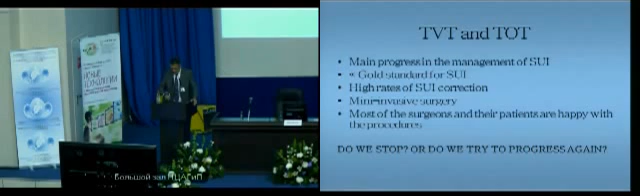 TVT and TOT
• Main progress in the management of SUI
• « Gold standard for SUI
• High rates of SUI correction
• Mini-invasive surgery
• Most of the surgeons and their patients are happy with
the procedures
DO WE STOP? OR DO WE TRY TO PROGRESS AGAIN?
Большой зал НЦАГиП